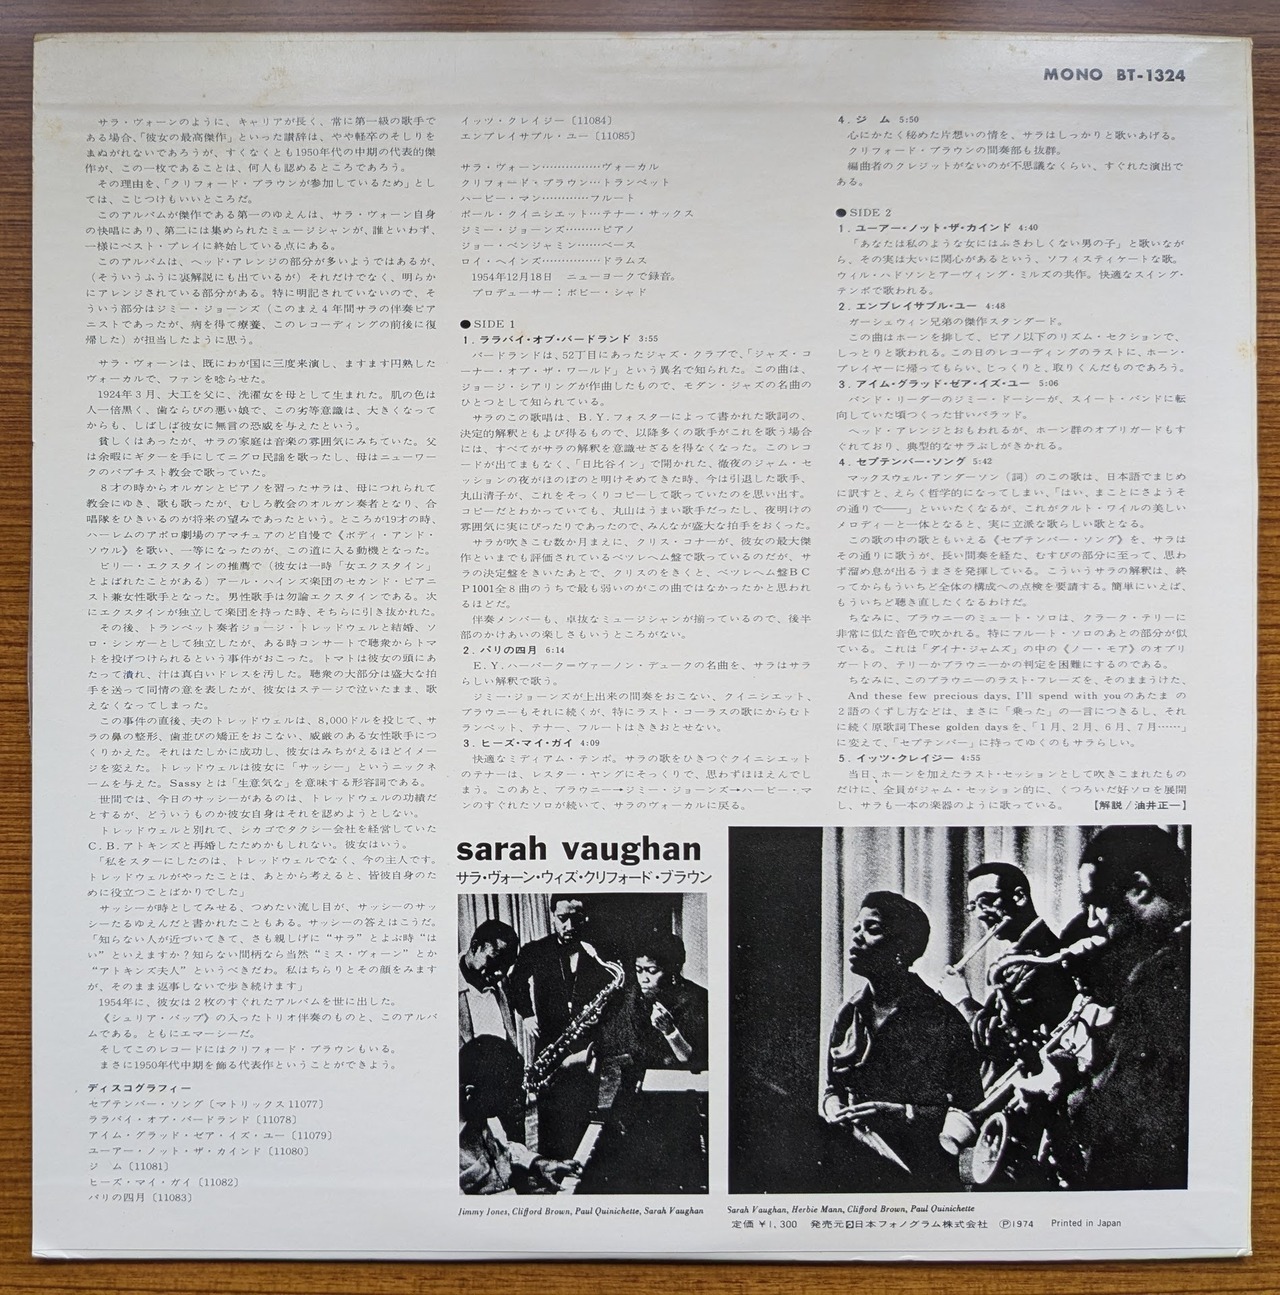 MONO BT-1324
サラ・ヴォーンのように、キャリアが長く、常に第一級の歌手で
ある場合、「彼女の最高傑作」といった讃辞は、やや軽卒のそしりを
まぬがれないであろうが、すくなくとも1950年代の中期の代表的傑
作が、この一枚であることは、何人も認めるところであろう。
その理由を、「クリフォード・ブラウンが参加しているため」とし
ては、こじつけもいいところだ。
このアルバムが傑作である第一のゆえんは、サラ・ヴォーン自身
の快唱にあり、第二には集められたミュージシャンが、誰といわず、
一様にベスト・プレイに終始している点にある。
このアルバムは、ヘッド・アレンジの部分が多いようではあるが、
（そういうふうに裏解説にも出ているが）それだけでなく、明らか
にアレンジされている部分がある。特に明記されていないので、そ
ういう部分はジミー・ジョーンズ（このまえ4年間サラの伴奏ピア
ニストであったが、病を得て療養、このレコーディングの前後に復
帰した）が担当したように思う。
サラ・ヴォーンは、既にわが国に三度来演し、ますます円熟した
ヴォーカルで、ファンを唸らせた。
1924年3月、大工を父に、洗濯女を母として生まれた。肌の色は
人一倍黒く、歯ならびの悪い娘で、この劣等意識は、大きくなって
からも、しばしば彼女に無言の恐威を与えたという。
貧しくはあったが、サラの家庭は音楽の雰囲気にみちていた。父
は余暇にギターを手にしてニグロ民謡を歌ったし、母はニューワー
クのバプチスト教会で歌っていた。
8才の時からオルガンとピアノを習ったサラは、母につれられて
教会にゆき、歌も歌ったが、むしろ教会のオルガン奏者となり、合
唱隊をひきいるのが将来の望みであったという。ところが19才の時、
ハーレムのアポロ劇場のアマチュアのど自慢で《ボディ・アンド・
ソウル》を歌い、一等になったのが、この道に入る動機となった。
ビリー・エクスタインの推薦で（彼女は一時「女エクスタイン」
とよばれたことがある）アール・ハインズ楽団のセカンド・ピアニ
スト兼女性歌手となった。男性歌手は勿論エクスタインである。次
にエクスタインが独立して楽団を持った時、そちらに引き抜かれた。
その後、トランペット奏者ジョージ・トレッドウェルと結婚、ソ
ロ・シンガーとして独立したが、ある時コンサートで聴衆からトマ
トを投げつけられるという事件がおこった。トマトは彼女の頭にあ
たって潰れ、汁は真白いドレスを汚した。聴衆の大部分は盛大な拍
手を送って同情の意を表したが、彼女はステージで泣いたまま、歌
えなくなってしまった。
この事件の直後、夫のトレッドウェルは、8,000ドルを投じて、サ
ラの鼻の整形、歯並びの矯正をおこない、威厳のある女性歌手につ
くりかえた。それはたしかに成功し、彼女はみちがえるほどイメー
ジを変えた。トレッドウェルは彼女に「サッシー」というニックネ
ームを与えた。Sassyとは「生意気な」を意味する形容詞である。
世間では、今日のサッシーがあるのは、トレッドウェルの功績だ
とするが、どういうものか彼女自身はそれを認めようとしない。
トレッドウェルと別れて、シカゴでタクシー会社を経営していた
C.B.アトキンズと再婚したためかもしれない。彼女はいう。
「私をスターにしたのは、トレッドウェルでなく、今の主人です。
トレッドウェルがやったことは、あとから考えると、皆彼自身のた
めに役立つことばかりでした」
サッシーが時としてみせる、つめたい流し目が、サッシーのサッ
シーたるゆえんだと書かれたこともある。サッシーの答えはこうだ。
「知らない人が近づいてきて、さも親しげに“サラ”とよぶ時“は
い”といえますか？知らない間柄なら当然“ミス・ヴォーン”とか
“アトキンズ夫人”というべきだわ。私はちらりとその顔をみます
が、そのまま返事しないで歩き続けます」
1954年に、彼女は2枚のすぐれたアルバムを世に出した。
《シュリア・バップ》の入ったトリオ伴奏のものと、このアルバ
ムである。ともにエマーシーだ。
そしてこのレコードにはクリフォード・ブラウンもいる。
まさに1950年代中期を飾る代表作ということができよう。
ディスコグラフィー
セプテンバー・ソング〔マトリックス11077〕
ララバイ・オブ・バードランド〔11078〕
アイム・グラッド・ゼア・イズ・ユー〔11079〕
ユーアー・ノット・ザ・カインド〔11080〕
ジム〔11081〕
ヒーズ・マイ・ガイ〔11082〕
パリの四月〔11083〕
イッツ・クレイジー〔11084〕
エンブレイサブル・ユー〔11085〕
サラ・ヴォーン……………ヴォーカル
クリフォード・ブラウン…トランペット
ハービー・マン…………フルート
ポール・クイニシエット…テナー・サックス
ジミー・ジョーンズ………ピアノ
ジョー・ベンジャミン……ベース
ロイ・ヘインズ……………ドラムス
1954年12月18日 ニューヨークで録音。
プロデューサー：ボビー・シャド
●SIDE 1
1．ララバイ・オブ・バードランド 3:55
バードランドは、52丁目にあったジャズ・クラブで、「ジャズ・コ
ーナー・オブ・ザ・ワールド」という異名で知られた。この曲は、
ジョージ・シアリングが作曲したもので、モダン・ジャズの名曲の
ひとつとして知られている。
サラのこの歌唱は、B.Y.フォスターによって書かれた歌詞の、
決定的解釈ともよび得るもので、以降多くの歌手がこれを歌う場合
には、すべてがサラの解釈を意識せざるを得なくなった。このレコ
ードが出てまもなく、「日比谷イン」で開かれた、徹夜のジャム・セ
ッションの夜がほのぼのと明けそめてきた時、今は引退した歌手、
丸山清子が、これをそっくりコピーして歌っていたのを思い出す。
コピーだとわかっていても、丸山はうまい歌手だったし、夜明けの
雰囲気に実にぴったりであったので、みんなが盛大な拍手をおくった。
サラが吹きこむ数か月まえに、クリス・コナーが、彼女の最大傑
作といまでも評価されているベツレヘム盤で歌っているのだが、サ
ラの決定盤をきいたあとで、クリスのをきくと、ベツレヘム盤BC
P1001全8曲のうちで最も弱いのがこの曲ではなかったかと思われ
るほどだ。
伴奏メンバーも、卓抜なミュージシャンが揃っているので、後半
部のかけあいの楽しさもいうところがない。
2．パリの四月 6:14
E.Y.ハーバーク＝ヴァーノン・デュークの名曲を、サラはサラ
らしい解釈で歌う。
ジミー・ジョーンズが上出来の間奏をおこない、クイニシエット、
ブラウニーもそれに続くが、特にラスト・コーラスの歌にからむト
ランペット、テナー、フルートはききおとせない。
3．ヒーズ・マイ・ガイ 4:09
快適なミディアム・テンポ。サラの歌をひきつぐクイニシエット
のテナーは、レスター・ヤングにそっくりで、思わずほほえんでし
まう。このあと、ブラウニー→ジミー・ジョーンズ→ハービー・マ
ンのすぐれたソロが続いて、サラのヴォーカルに戻る。
4．ジム 5:50
心にかたく秘めた片想いの情を、サラはしっかりと歌いあげる。
クリフォード・ブラウンの間奏部も抜群。
編曲者のクレジットがないのが不思議なくらい、すぐれた演出で
ある。
●SIDE 2
1．ユーアー・ノット・ザ・カインド 4:40
「あなたは私のような女にはふさわしくない男の子」と歌いなが
ら、その実は大いに関心があるという、ソフィスティケートな歌。
ウィル・ハドソンとアーヴィング・ミルズの共作。快適なスイング・
テンポで歌われる。
2．エンブレイサブル・ユー 4:48
ガーシュウィン兄弟の傑作スタンダード。
この曲はホーンを排して、ピアノ以下のリズム・セクションで、
しっとりと歌われる。この日のレコーディングのラストに、ホーン・
プレイヤーに帰ってもらい、じっくりと、取りくんだものであろう。
3．アイム・グラッド・ゼア・イズ・ユー 5:06
バンド・リーダーのジミー・ドーシーが、スイート・バンドに転
向していた頃つくった甘いバラッド。
ヘッド・アレンジとおもわれるが、ホーン群のオブリガードもす
ぐれており、典型的なサラぶしがきかれる。
4．セプテンバー・ソング 5:42
マックスウェル・アンダーソン（詞）のこの歌は、日本語でまじめ
に訳すと、えらく哲学的になってしまい、「はい、まことにさようそ
の通りで――」といいたくなるが、これがクルト・ワイルの美しい
メロディーと一体となると、実に立派な歌らしい歌となる。
この歌の中の歌ともいえる《セプテンバー・ソング》を、サラは
その通りに歌うが、長い間奏を経た、むすびの部分に至って、思わ
ず溜め息が出るうまさを発揮している。こういうサラの解釈は、終
ってからもういちど全体の構成への点検を要請する。簡単にいえば、
もういちど聴き直したくなるわけだ。
ちなみに、ブラウニーのミュート・ソロは、クラーク・テリーに
非常に似た音色で吹かれる。特にフルート・ソロのあとの部分が似
ている。これは「ダイナ・ジャムズ」の中の《ノー・モア》のオブリ
ガートの、テリーかブラウニーかの判定を困難にするのである。
ちなみに、このブラウニーのラスト・フレーズを、そのままうけた、
And these few precious days, I'll spend with youのあたまの
2語のくずし方などは、まさに「乗った」の一言につきるし、それ
に続く原歌詞These golden daysを、「1月、2月、6月、7月……」
に変えて、「セプテンバー」に持ってゆくのもサラらしい。
5．イッツ・クレイジー 4:55
当日、ホーンを加えたラスト・セッションとして吹きこまれたもの
だけに、全員がジャム・セッション的に、くつろいだ好ソロを展開
し、サラも一本の楽器のように歌っている。 【解説／油井正一】
sarah vaughan
サラ・ヴォーン・ウィズ・クリフォード・ブラウン
Jimmy Jones, Clifford Brown, Paul Quinichette, Sarah Vaughan
Sarah Vaughan, Herbie Mann, Clifford Brown, Paul Quinichette
定価 ¥1,300 発売元 日本フォノグラム株式会社 Ⓟ1974 Printed in Japan